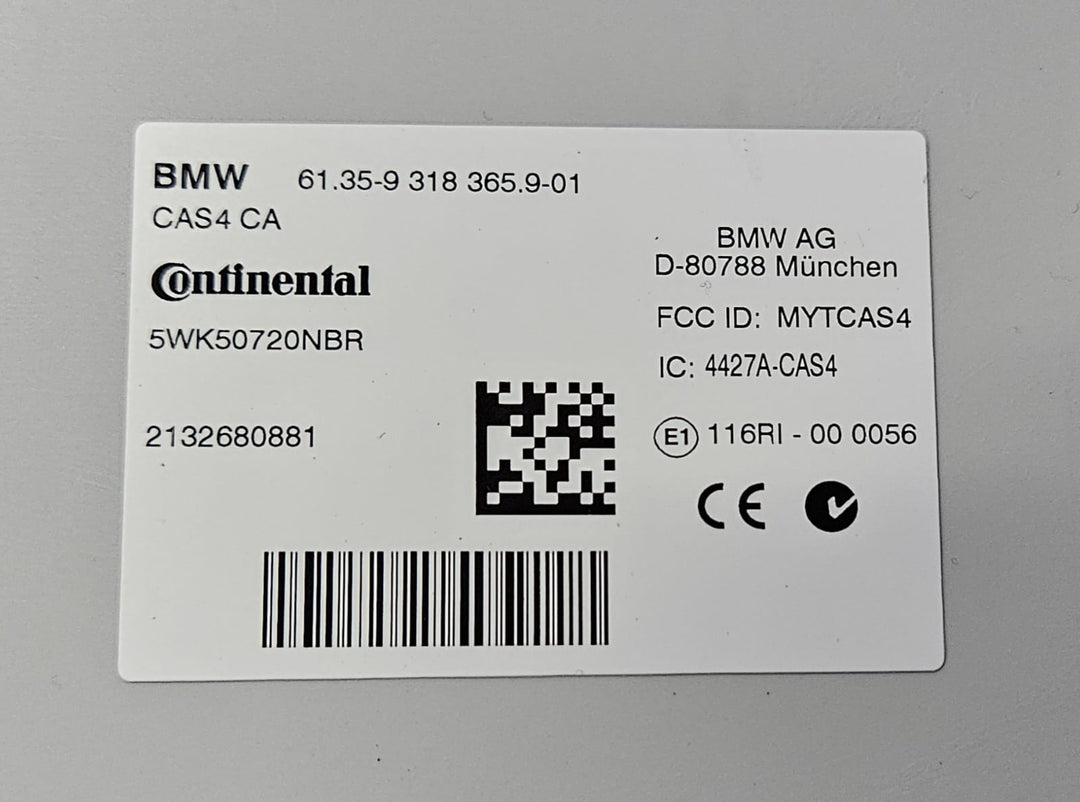 BMW 61.35-9 318 365.9-01
CAS4 CA
Continental
5WK50720NBR
2132680881
BMW AG
D-80788 München
FCC ID: MYTCAS4
IC: 4427A-CAS4
E1 116RI - 00 0056
CE